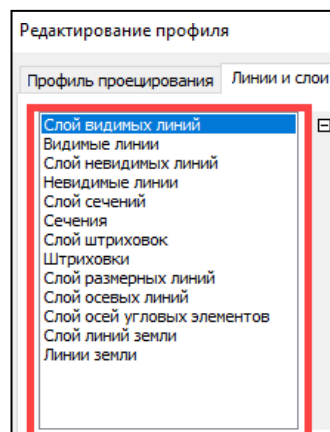 Редактирование профиля
Профиль проецирования Линии и слои
Слой видимых линий
Видимые линии
Слой невидимых линий
Невидимые линии
Слой сечений
Сечения
Слой штриховок
Штриховки
Слой размерных линий
Слой осевых линий
Слой осей угловых элементов
Слой линий земли
Линии земли